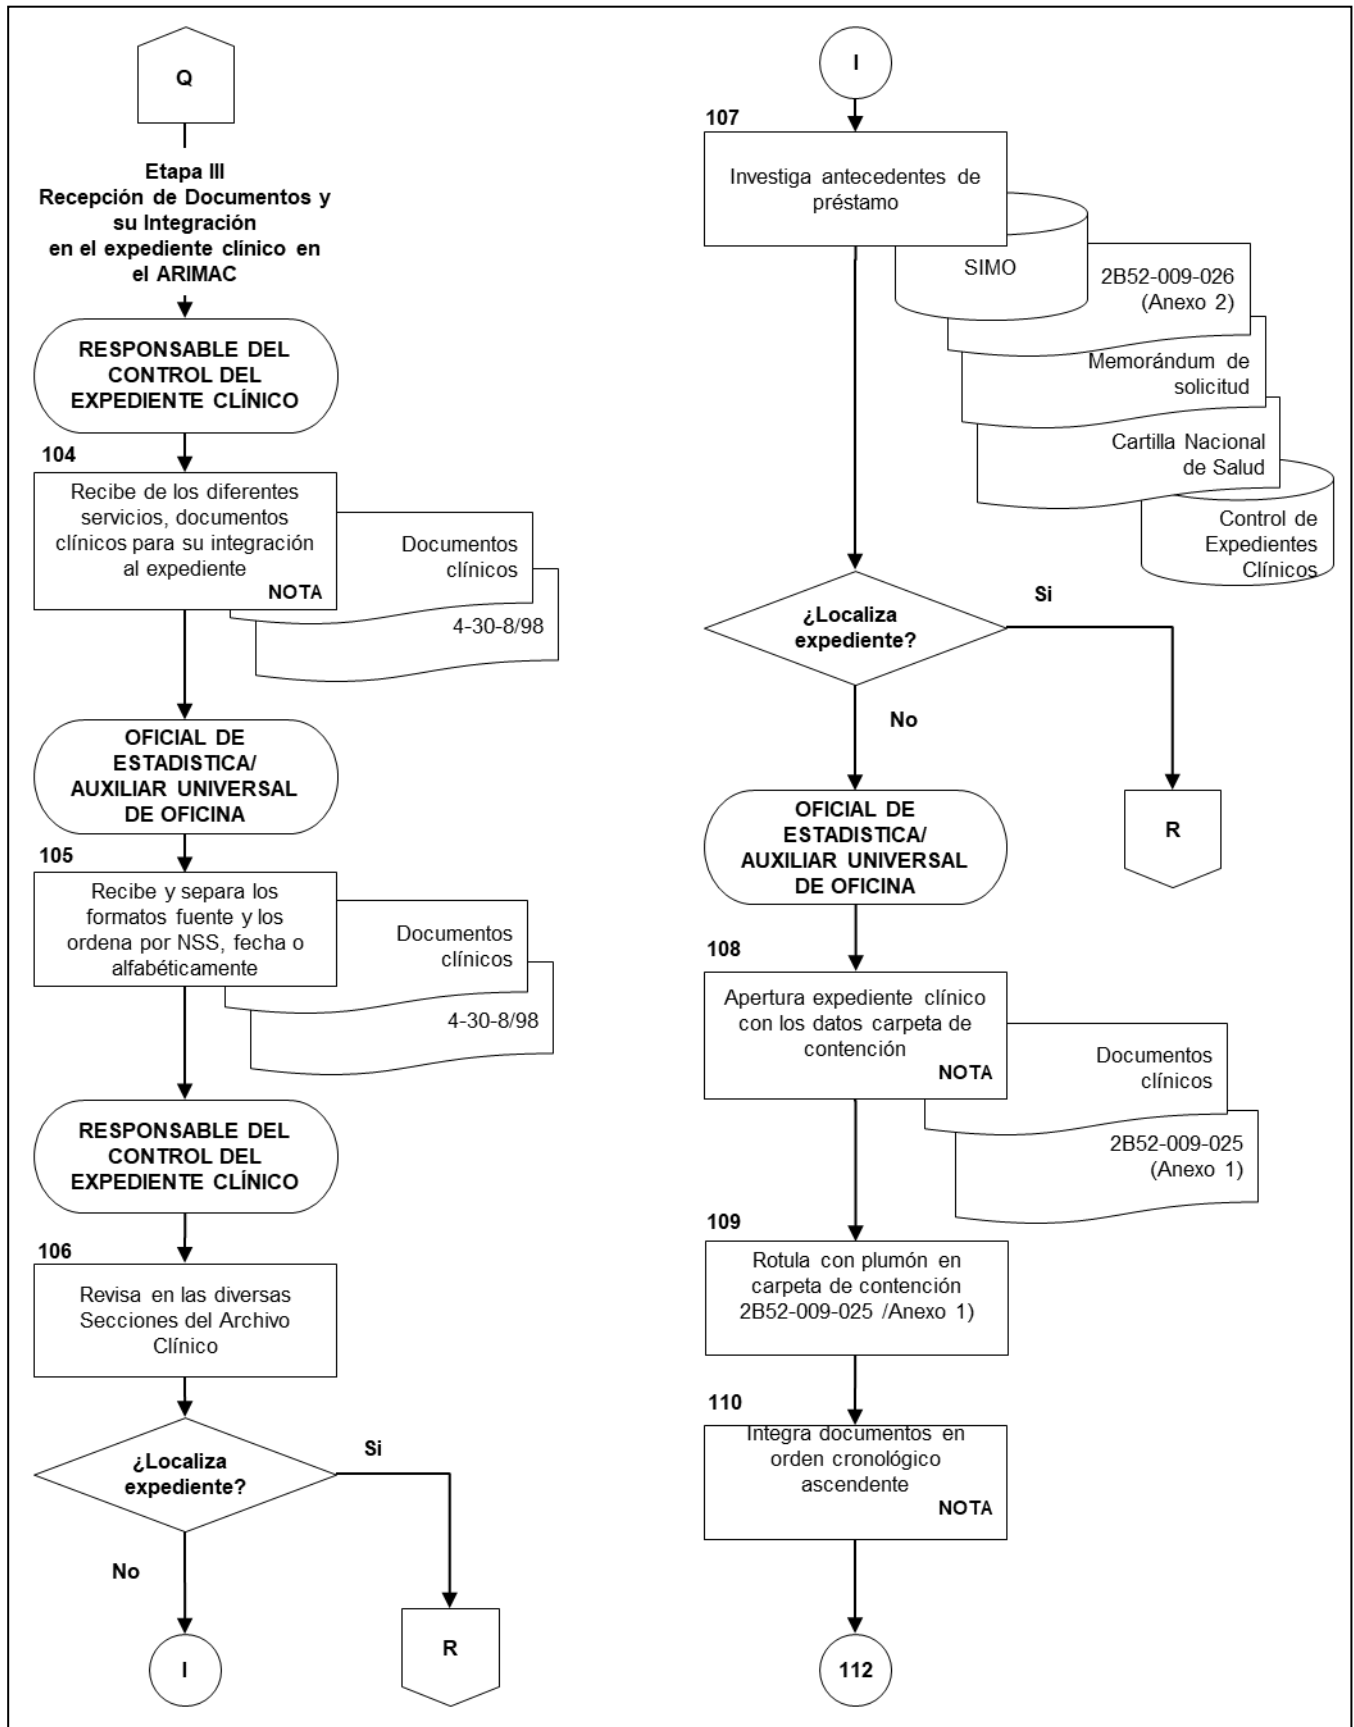 Q
Etapa III
Recepción de Documentos y
su Integración
en el expediente clínico en
el ARIMAC
RESPONSABLE DEL
CONTROL DEL
EXPEDIENTE CLÍNICO
104
Recibe de los diferentes
servicios, documentos
clínicos para su integración
al expediente
NOTA
Documentos
clínicos
4-30-8/98
OFICIAL DE
ESTADISTICA/
AUXILIAR UNIVERSAL
DE OFICINA
105
Recibe y separa los
formatos fuente y los
ordena por NSS, fecha o
alfabéticamente
Documentos
clínicos
4-30-8/98
RESPONSABLE DEL
CONTROL DEL
EXPEDIENTE CLÍNICO
106
Revisa en las diversas
Secciones del Archivo
Clínico
¿Localiza
expediente?
Si
No
I
R
I
107
Investiga antecedentes de
préstamo
SIMO
2B52-009-026
(Anexo 2)
Memorándum de
solicitud
Cartilla Nacional
de Salud
Control de
Expedientes
Clínicos
¿Localiza
expediente?
Si
No
R
OFICIAL DE
ESTADISTICA/
AUXILIAR UNIVERSAL
DE OFICINA
108
Apertura expediente clínico
con los datos carpeta de
contención
NOTA
Documentos
clínicos
2B52-009-025
(Anexo 1)
109
Rotula con plumón en
carpeta de contención
2B52-009-025 /Anexo 1)
110
Integra documentos en
orden cronológico
ascendente
NOTA
112